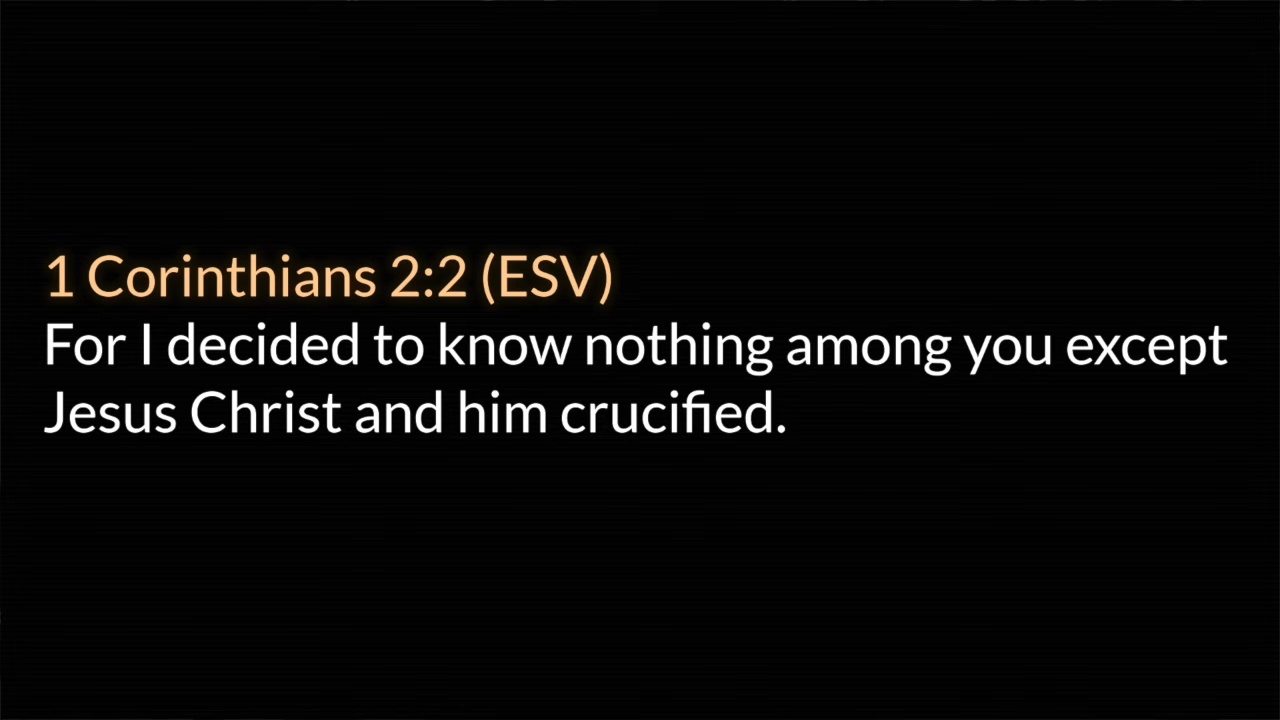 1 Corinthians 2:2 (ESV)
For I decided to know nothing among you except
Jesus Christ and him crucified.